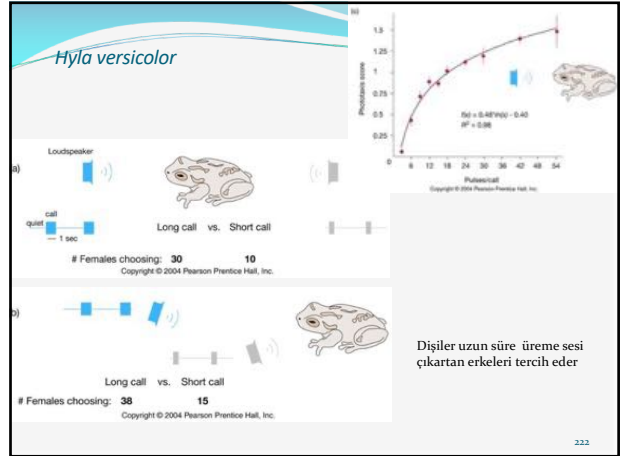 Hyla versicolor
(c)
1.5
1
0.75
0.5
0.25
0
6 12 18 24 30 36 42 48 54
Phototaxis score
f(x) = 0.48*ln(x) - 0.40
R² = 0.98
Pulses/call
Copyright © 2004 Pearson Prentice Hall, Inc.
a)
Loudspeaker
call
quiet
1 sec
Long call vs. Short call
# Females choosing: 30 10
Copyright © 2004 Pearson Prentice Hall, Inc.
b)
Long call vs. Short call
# Females choosing: 38 15
Copyright © 2004 Pearson Prentice Hall, Inc.
Dişiler uzun süre üreme sesi
çıkartan erkeleri tercih eder
222